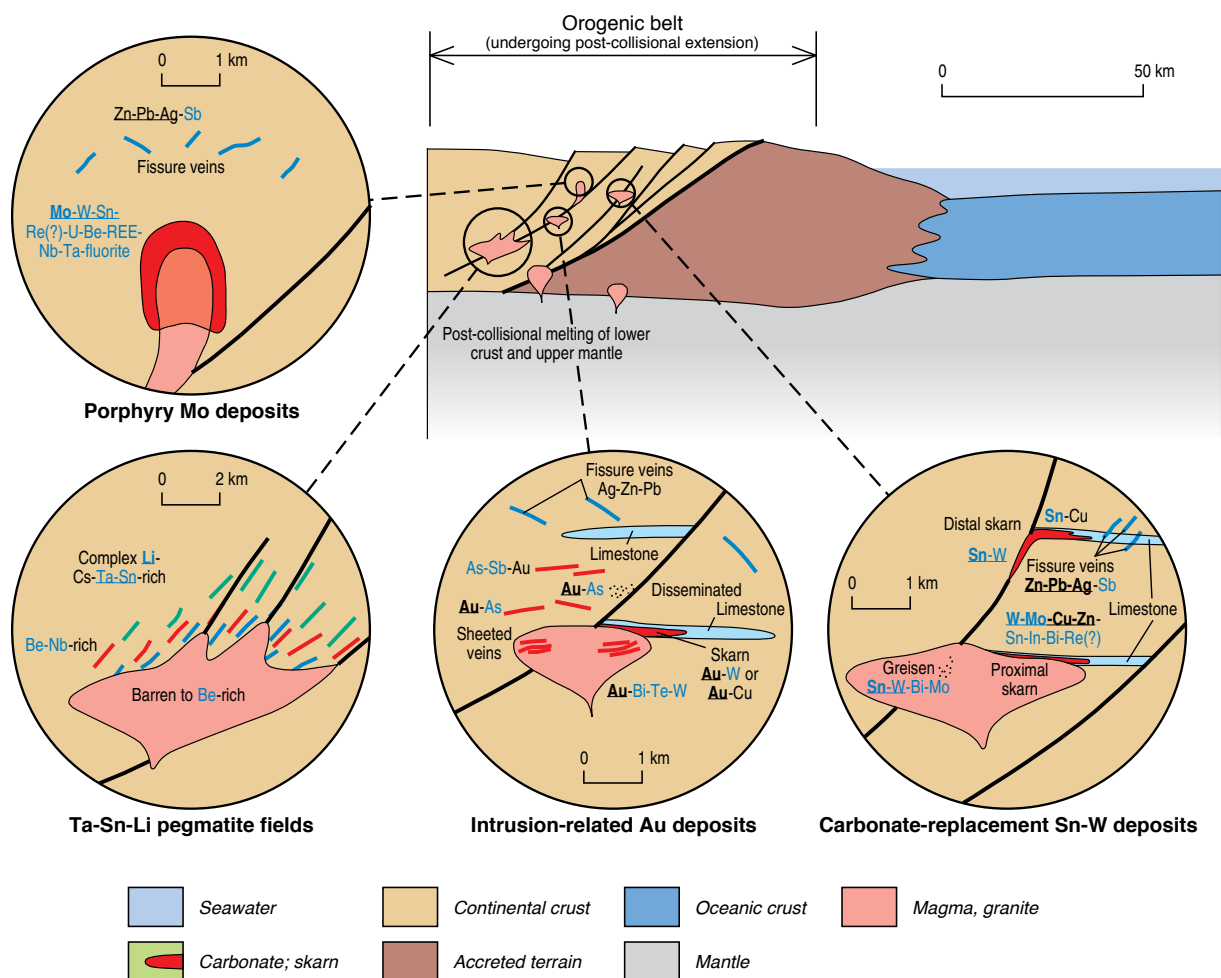 Orogenic belt
(undergoing post-collisional extension)
0 50 km
Post-collisional melting of lower
crust and upper mantle
0 1 km
Zn-Pb-Ag-Sb
Fissure veins
Mo-W-Sn-
Re(?)-U-Be-REE-
Nb-Ta-fluorite
Porphyry Mo deposits
0 2 km
Complex Li-
Cs-Ta-Sn-rich
Be-Nb-rich
Barren to Be-rich
Ta-Sn-Li pegmatite fields
Fissure veins
Ag-Zn-Pb
Limestone
As-Sb-Au
Au-As
Disseminated
Limestone
Au-As
Sheeted
veins
Skarn
Au-W or
Au-Cu
Au-Bi-Te-W
0 1 km
Intrusion-related Au deposits
Sn-Cu
Distal skarn
Sn-W
Fissure veins
Zn-Pb-Ag-Sb
0 1 km
Limestone
W-Mo-Cu-Zn-
Sn-In-Bi-Re(?)
Greisen
Sn-W-Bi-Mo
Proximal
skarn
Carbonate-replacement Sn-W deposits
Seawater
Continental crust
Oceanic crust
Magma, granite
Carbonate; skarn
Accreted terrain
Mantle